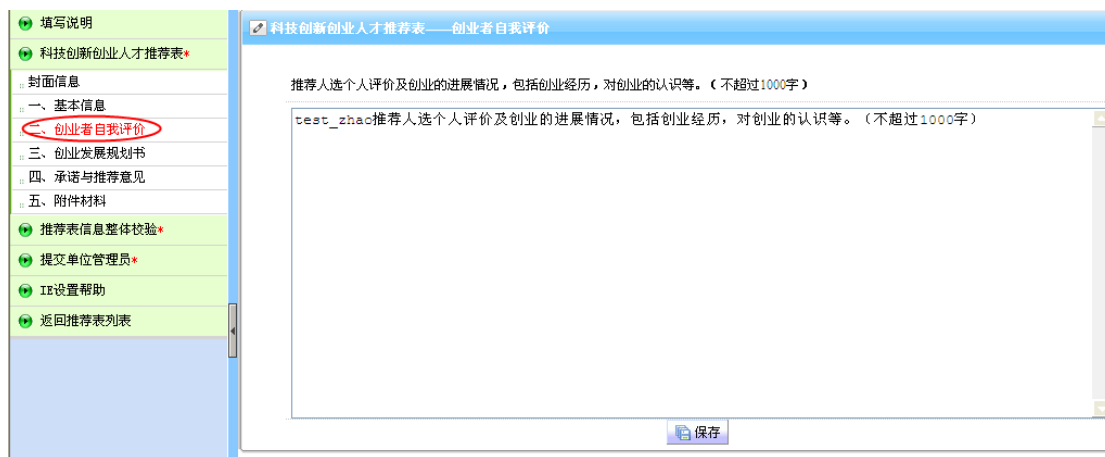 填写说明
科技创新创业人才推荐表*
封面信息
一、基本信息
二、创业者自我评价
三、创业发展规划书
四、承诺与推荐意见
五、附件材料
推荐表信息整体校验*
提交单位管理员*
IE设置帮助
返回推荐表列表
科技创新创业人才推荐表——创业者自我评价
推荐人选个人评价及创业的进展情况，包括创业经历，对创业的认识等。（不超过1000字）
test_zhao推荐人选个人评价及创业的进展情况，包括创业经历，对创业的认识等。（不超过1000字）
保存